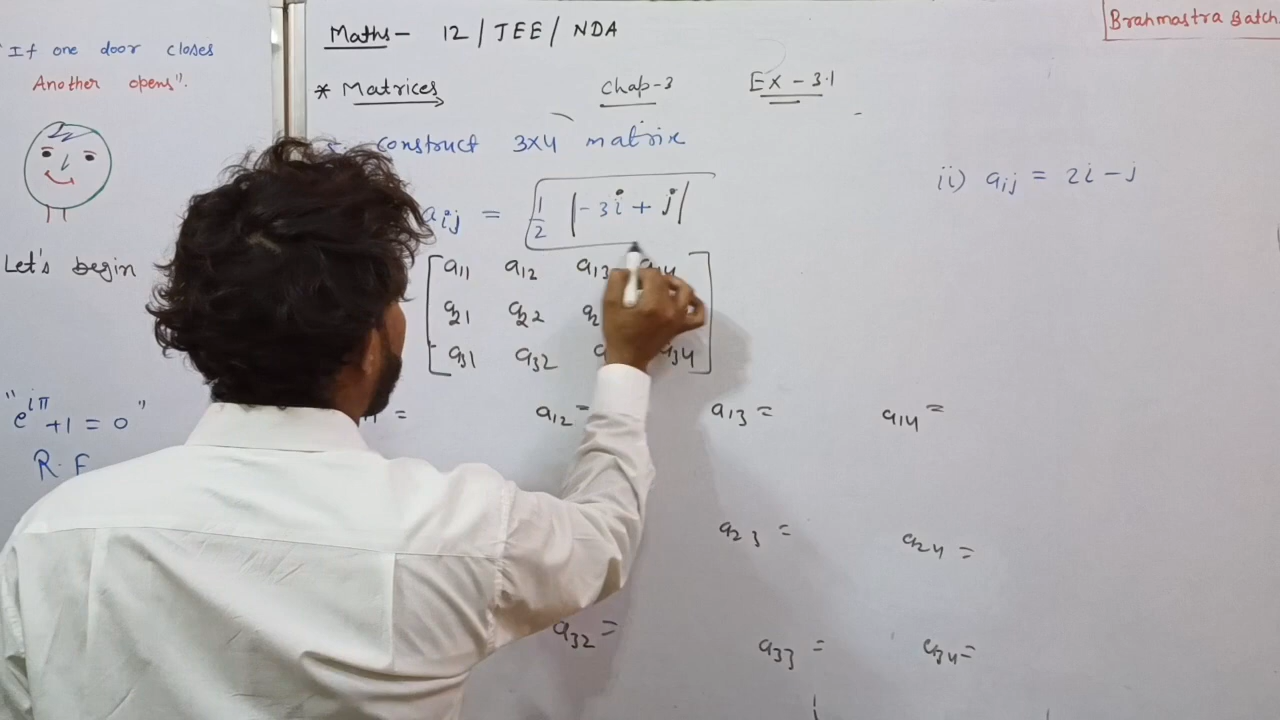 "If one door closes
Another opens".
Let's begin
"e^iπ + 1 = 0"
R.F
Maths - 12 / JEE / NDA
Brahmastra Batch
* Matrices Chap-3 Ex - 3.1
5. construct 3x4 matrix
aij = 1/2 |-3i + j|
ii) aij = 2i - j
a11 a12 a13 a14
a21 a22
a31 a32 a34
a12 = a13 = a14 =
a23 = a24 =
a32 = a33 = a34 =